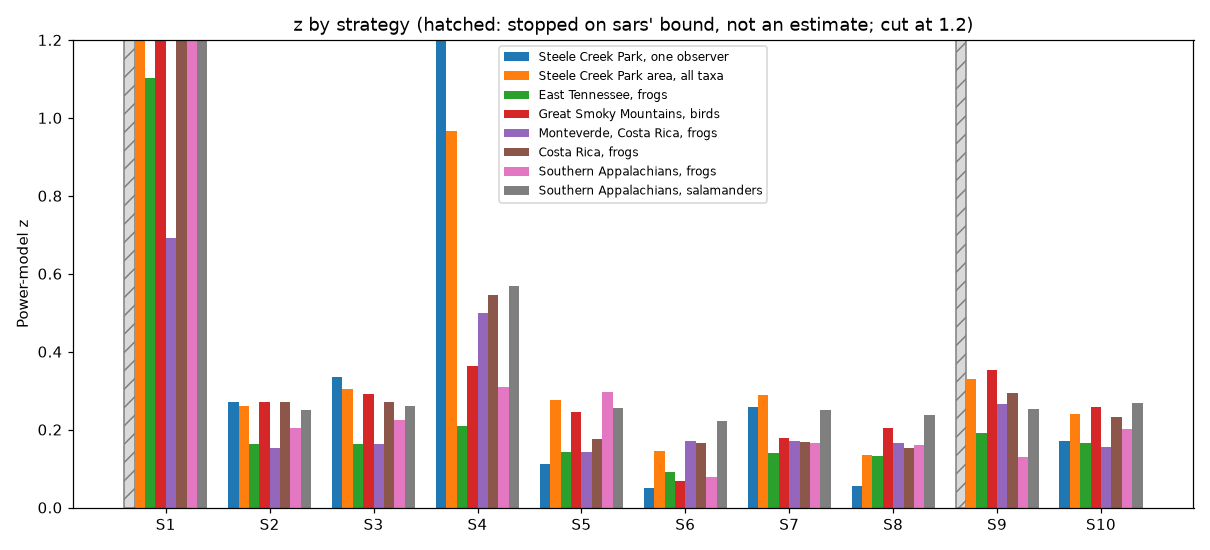 z by strategy (hatched: stopped on sars' bound, not an estimate; cut at 1.2)
Power-model z
1.2
1.0
0.8
0.6
0.4
0.2
0.0
Steele Creek Park, one observer
Steele Creek Park area, all taxa
East Tennessee, frogs
Great Smoky Mountains, birds
Monteverde, Costa Rica, frogs
Costa Rica, frogs
Southern Appalachians, frogs
Southern Appalachians, salamanders
S1 S2 S3 S4 S5 S6 S7 S8 S9 S10